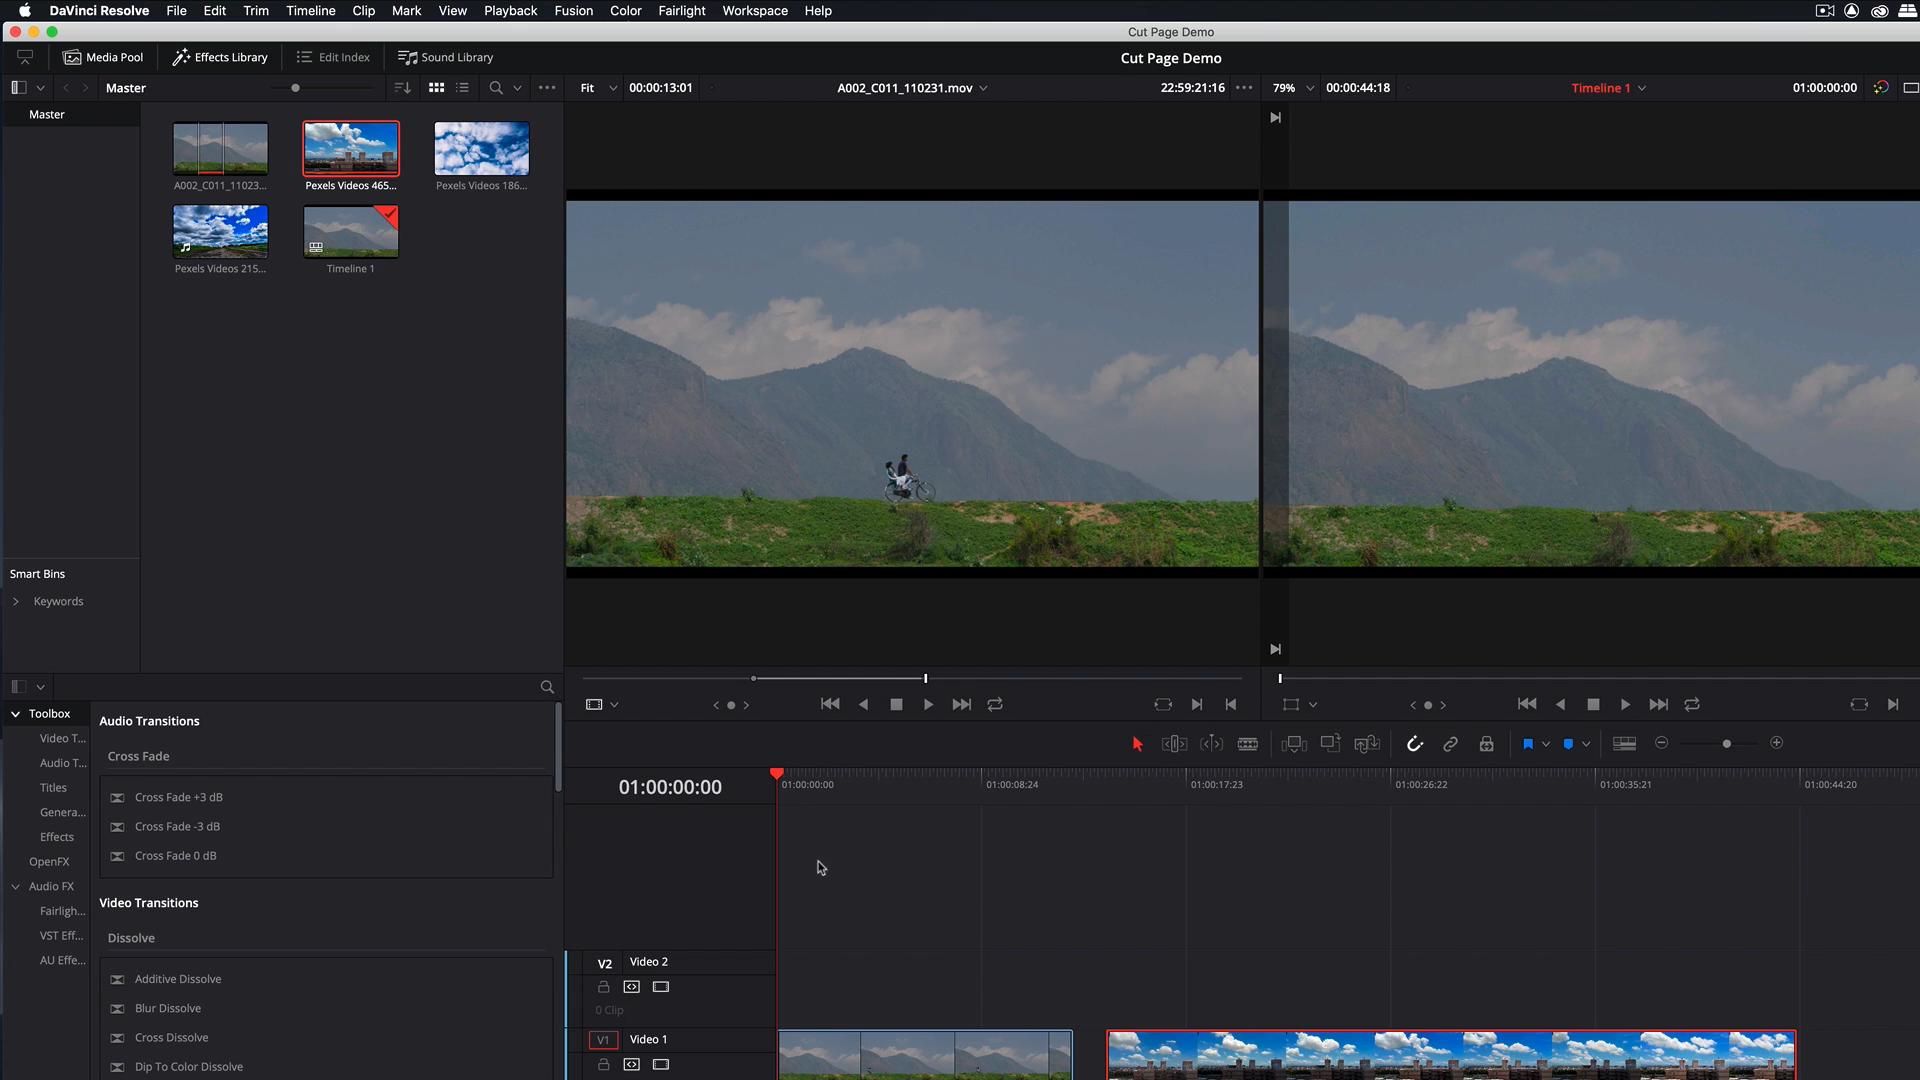 DaVinci Resolve File Edit Trim Timeline Clip Mark View Playback Fusion Color Fairlight Workspace Help
Cut Page Demo
Media Pool Effects Library Edit Index Sound Library Cut Page Demo
Master Fit 00:00:13:01 A002_C011_110231.mov 22:59:21:16 79% 00:00:44:18 Timeline 1 01:00:00:00
Master
A002_C011_11023... Pexels Videos 465... Pexels Videos 186...
Pexels Videos 215... Timeline 1
Smart Bins
Keywords
Toolbox
Video T...
Audio T...
Titles
Genera...
Effects
OpenFX
Audio FX
Fairligh...
VST Eff...
AU Effe...
Audio Transitions
Cross Fade
Cross Fade +3 dB
Cross Fade -3 dB
Cross Fade 0 dB
Video Transitions
Dissolve
Additive Dissolve
Blur Dissolve
Cross Dissolve
Dip To Color Dissolve
01:00:00:00
01:00:00:00 01:00:08:24 01:00:17:23 01:00:26:22 01:00:35:21 01:00:44:20
V2 Video 2
0 Clip
V1 Video 1